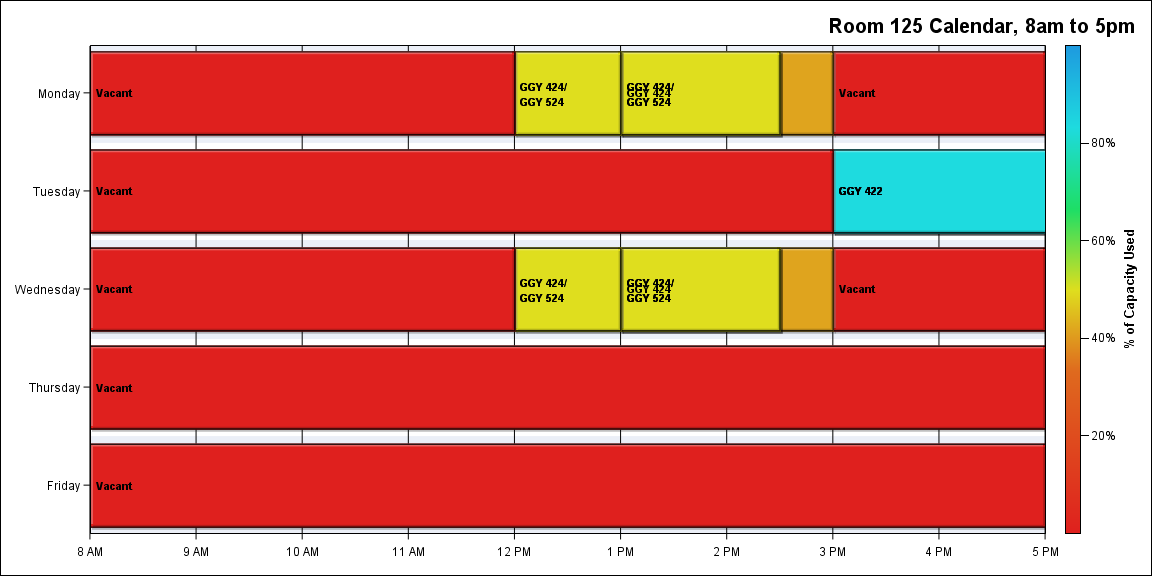 Room 125 Calendar, 8am to 5pm
Monday
Vacant
GGY 424/
GGY 524
GGY 424/
GGY 424
GGY 524
Vacant
Tuesday
Vacant
GGY 422
Wednesday
Vacant
GGY 424/
GGY 524
GGY 424/
GGY 424
GGY 524
Vacant
Thursday
Vacant
Friday
Vacant
8 AM
9 AM
10 AM
11 AM
12 PM
1 PM
2 PM
3 PM
4 PM
5 PM
80%
60%
40%
20%
% of Capacity Used